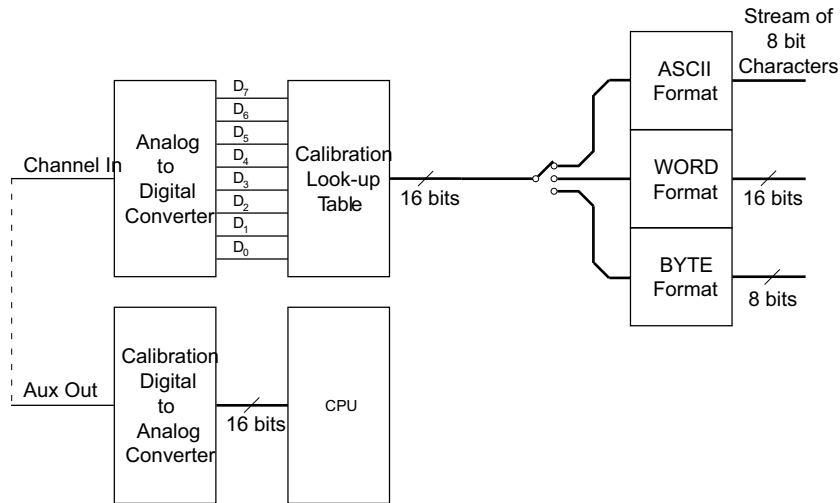 Stream of
8 bit
Characters
ASCII
Format
D7
D6
D5
D4
D3
D2
D1
D0
Analog
to
Digital
Converter
Calibration
Look-up
Table
Channel In
16 bits
WORD
Format
16 bits
BYTE
Format
8 bits
Calibration
Digital
to
Analog
Converter
Aux Out
16 bits
CPU